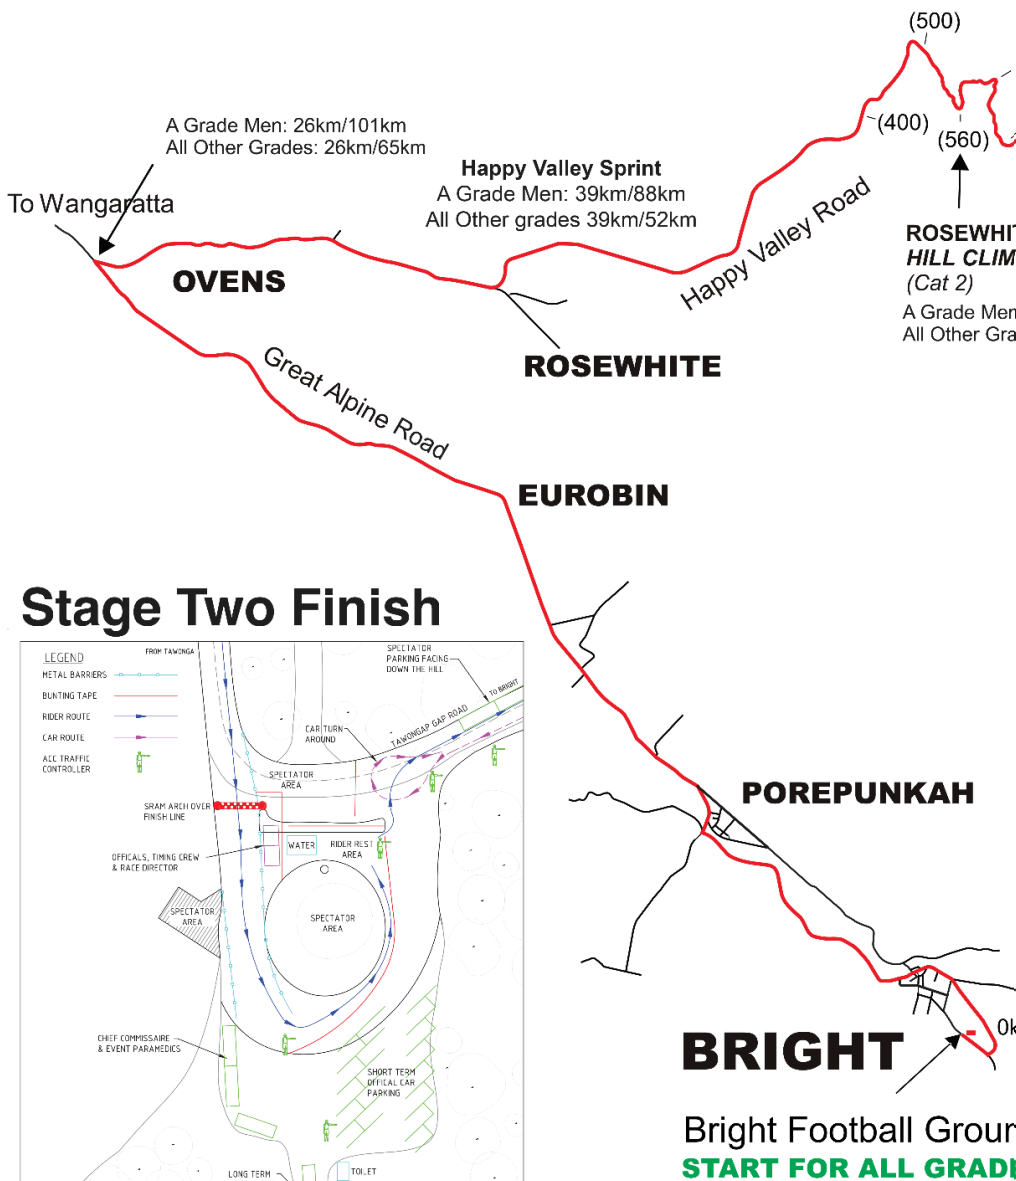 (500)
A Grade Men: 26km/101km
All Other Grades: 26km/65km
(400)
(560)
Happy Valley Sprint
A Grade Men: 39km/88km
All Other grades 39km/52km
To Wangaratta
Happy Valley Road
ROSEWHIT
HILL CLIM
(Cat 2)
A Grade Men
All Other Gra
OVENS
ROSEWHITE
Great Alpine Road
EUROBIN
Stage Two Finish
LEGEND
METAL BARRIERS
BUNTING TAPE
RIDER ROUTE
CAR ROUTE
ACC TRAFFIC
CONTROLLER
FROM TAWONGA
SPECTATOR
PARKING FACING
DOWN THE HILL
TO BRIGHT
TAWONGAP GAP ROAD
CAR TURN
AROUND
SPECTATOR
AREA
SRAM ARCH OVER
FINISH LINE
OFFICALS, TIMING CREW
& RACE DIRECTOR
WATER
RIDER REST
AREA
SPECTATOR
AREA
SPECTATOR
AREA
CHIEF COMMISSAIRE
& EVENT PARAMEDICS
SHORT TERM
OFFICAL CAR
PARKING
LONG TERM
TOILET
POREPUNKAH
BRIGHT
0k
Bright Football Groun
START FOR ALL GRADE